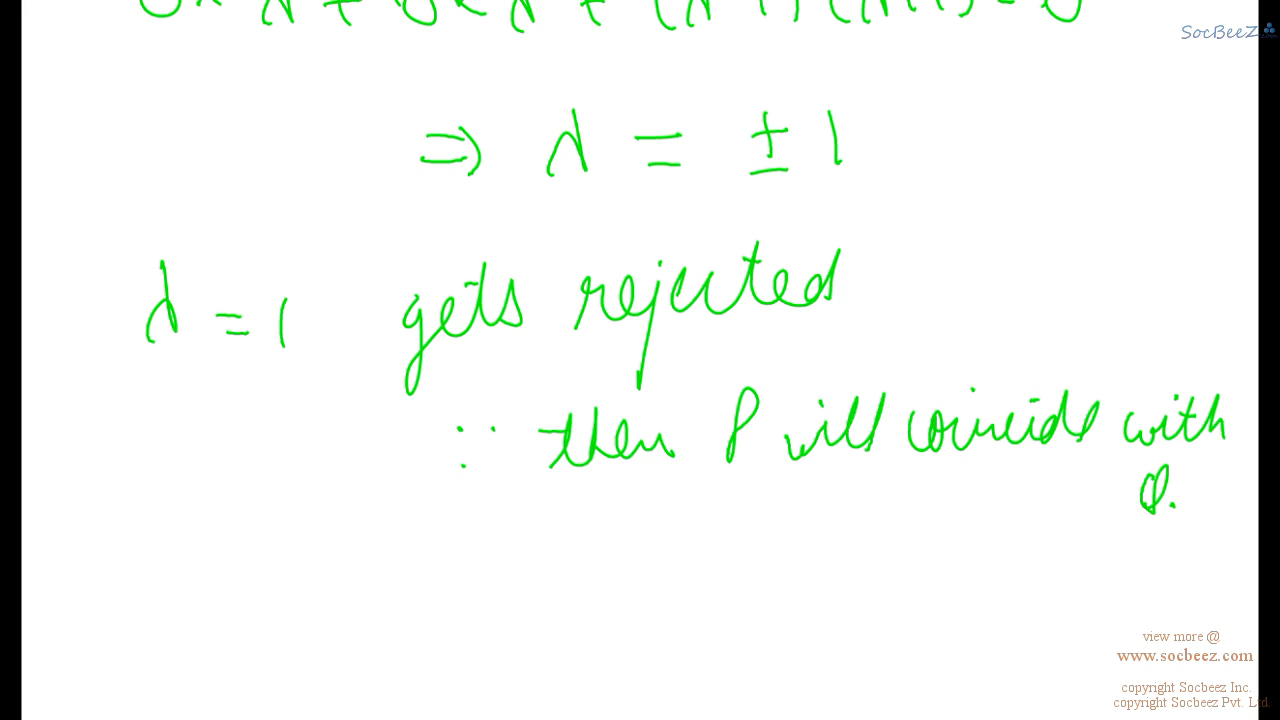 SocBeeZ
⇒ λ = ± 1
λ = 1 gets rejected
∵ then P will coincide with
Q.
view more @
www.socbeez.com
copyright Socbeez Inc.
copyright Socbeez Pvt. Ltd.